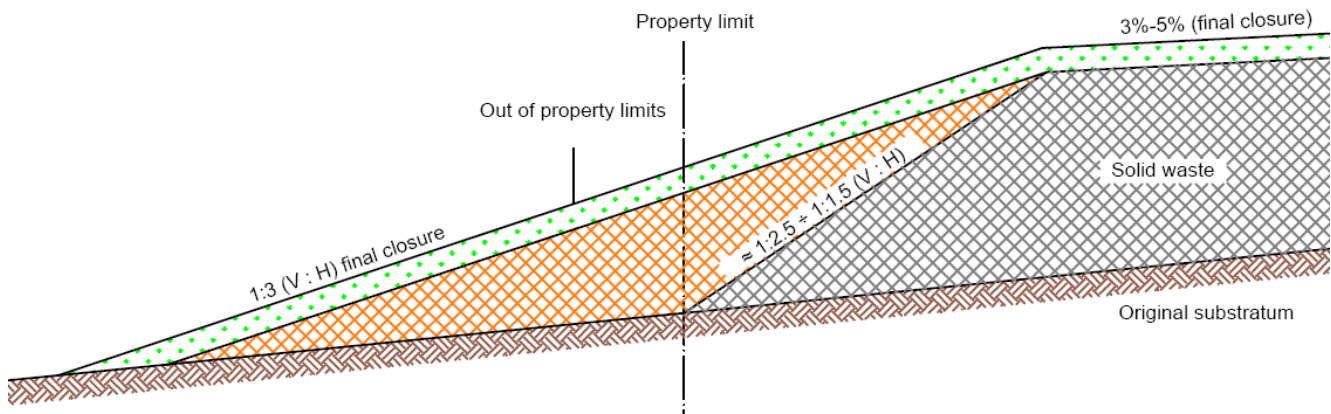 Property limit
3%-5% (final closure)
Out of property limits
≈ 1:2.5 ÷ 1:1.5 (V : H)
Solid waste
1:3 (V : H) final closure
Original substratum